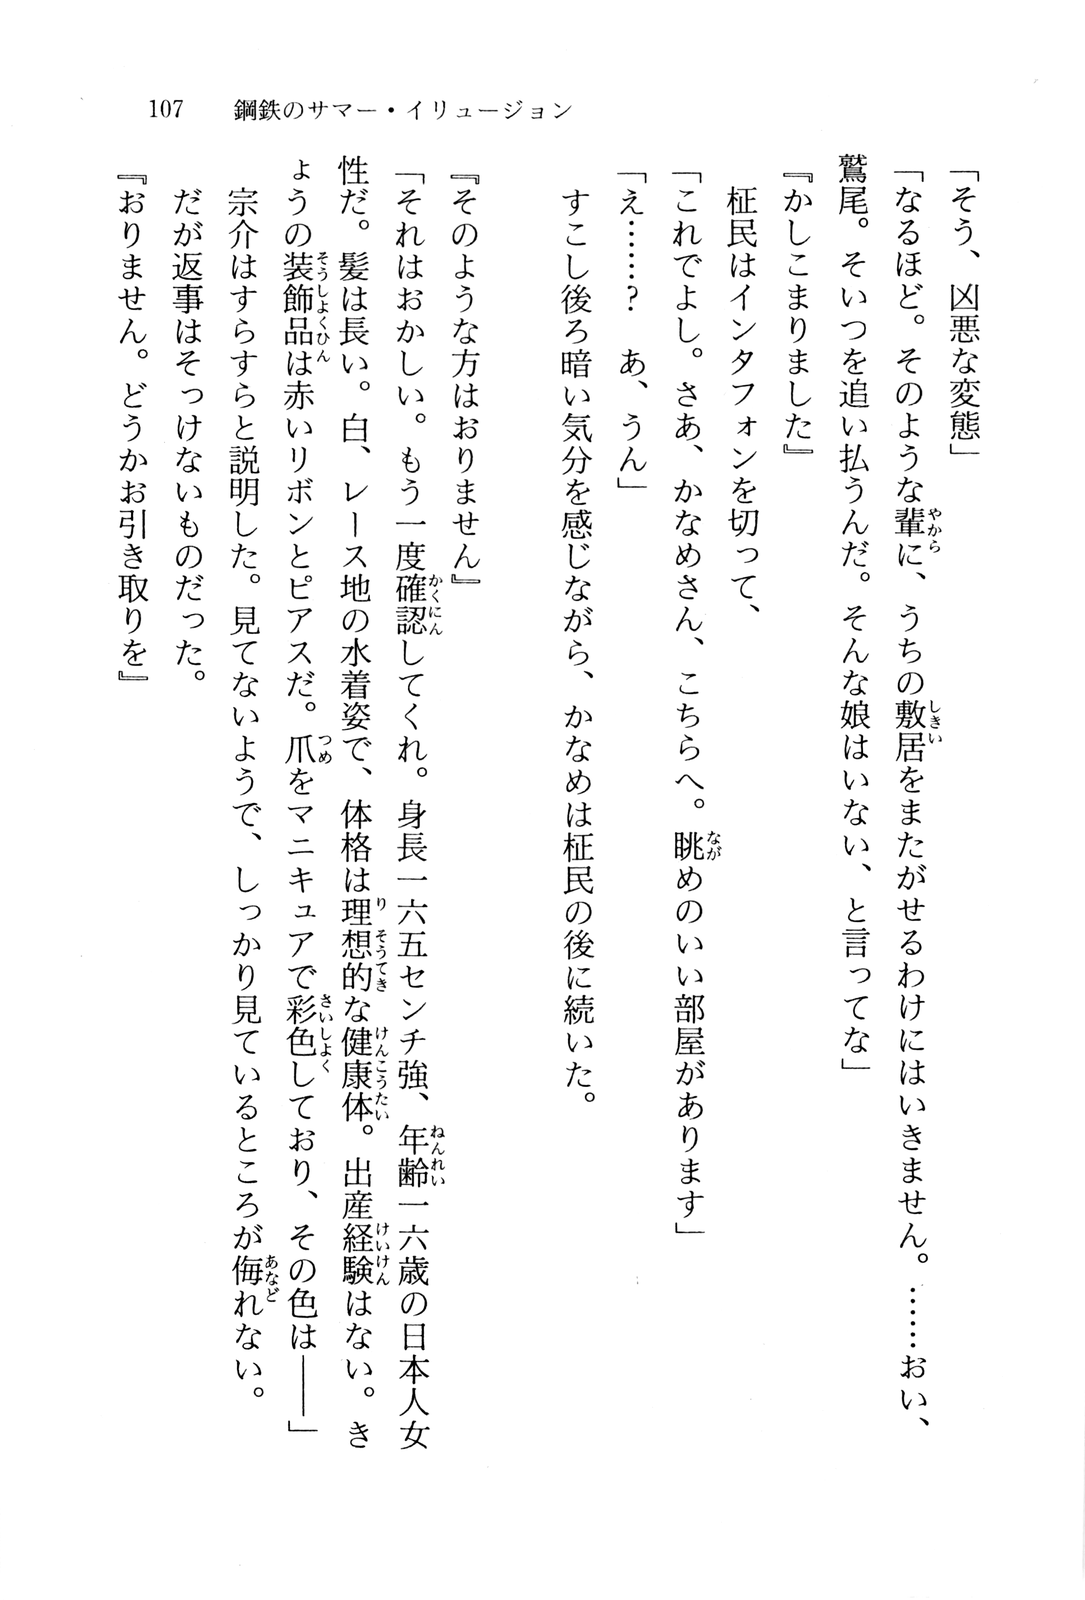 107 鋼鉄のサマー・イリュージョン
「そう、凶悪な変態」
「なるほど。そのような輩に、うちの敷居をまたがせるわけにはいきません。……おい、
鷲尾。そいつを追い払うんだ。そんな娘はいない、と言ってな」
『かしこまりました』
柾民はインタフォンを切って、
「これでよし。さあ、かなめさん、こちらへ。眺めのいい部屋があります」
「え……? あ、うん」
すこし後ろ暗い気分を感じながら、かなめは柾民の後に続いた。
『そのような方はおりません』
「それはおかしい。もう一度確認してくれ。身長一六五センチ強、年齢一六歳の日本人女
性だ。髪は長い。白、レース地の水着姿で、体格は理想的な健康体。出産経験はない。き
ょうの装飾品は赤いリボンとピアスだ。爪をマニキュアで彩色しており、その色は――」
宗介はすらすらと説明した。見てないようで、しっかり見ているところが侮れない。
だが返事はそっけないものだった。
『おりません。どうかお引き取りを』